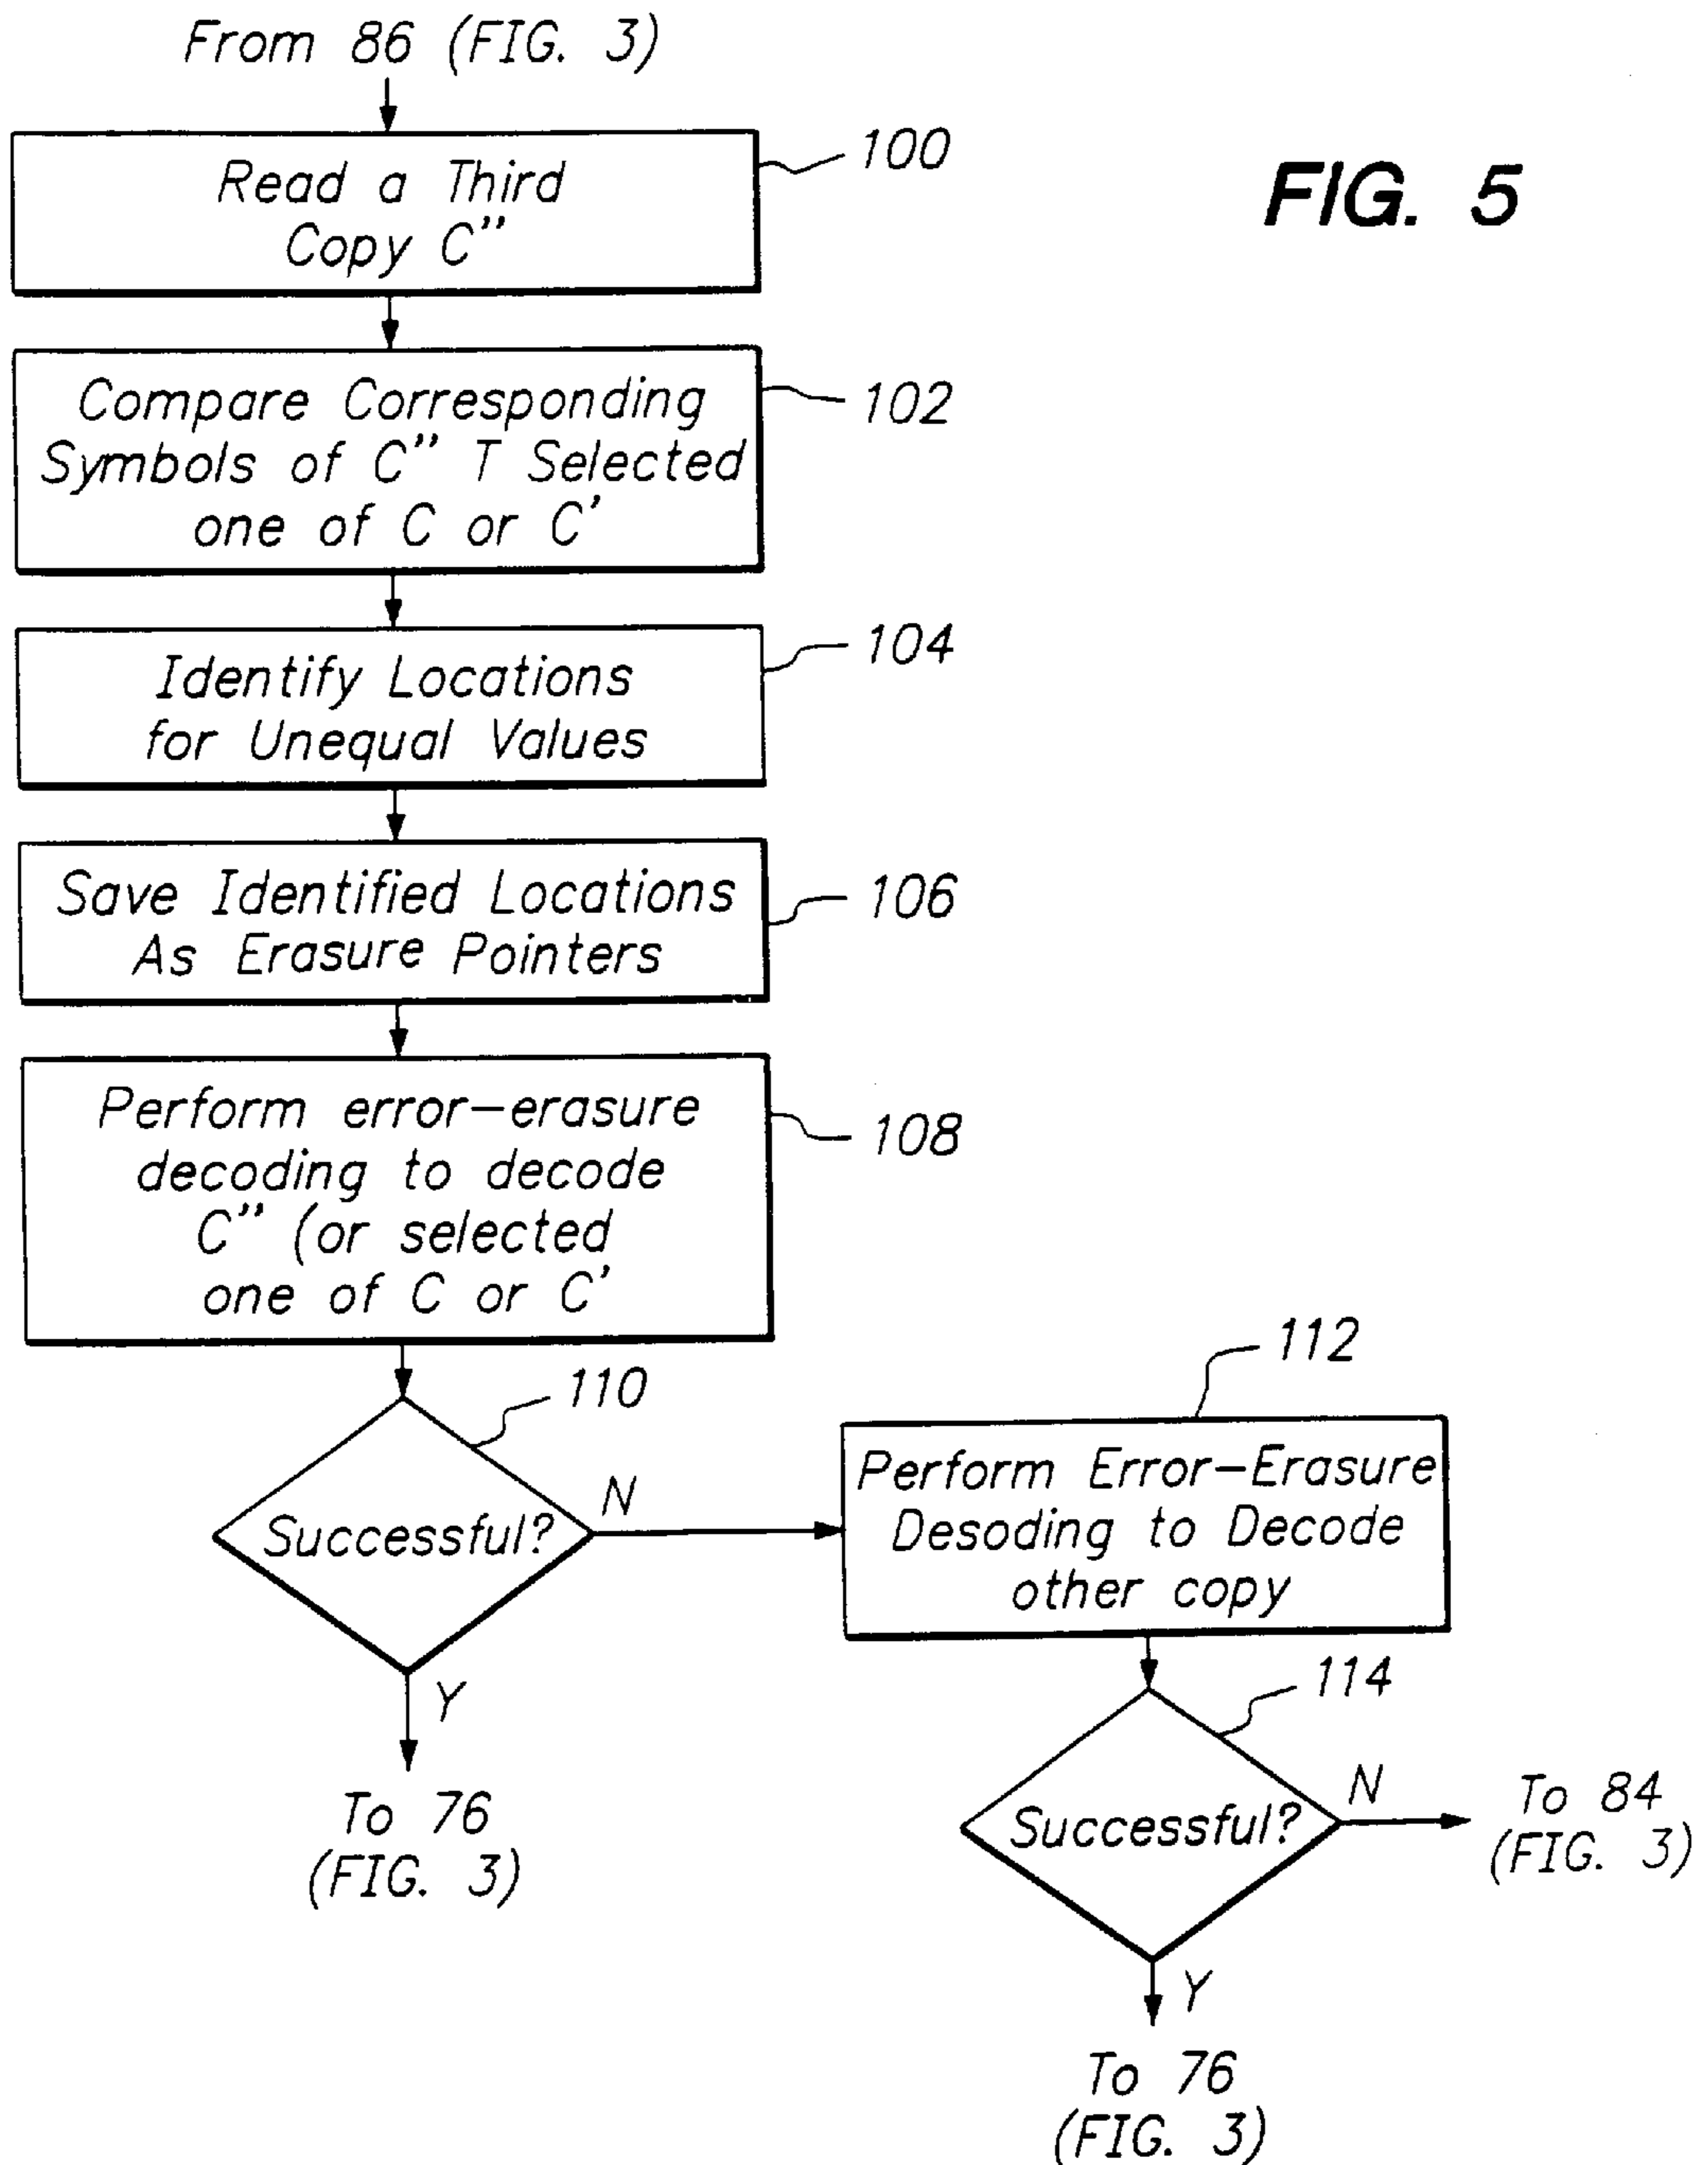 From 86 (FIG. 3)
FIG. 5
100
Read a Third
Copy C”
102
Compare Corresponding
Symbols of C” T Selected
one of C or C’
104
Identify Locations
for Unequal Values
106
Save Identified Locations
As Erasure Pointers
108
Perform error-erasure
decoding to decode
C” (or selected
one of C or C’
110
Successful?
N
Y
To 76
(FIG. 3)
112
Perform Error-Erasure
Desoding to Decode
other copy
114
Successful?
N
To 84
(FIG. 3)
Y
To 76
(FIG. 3)